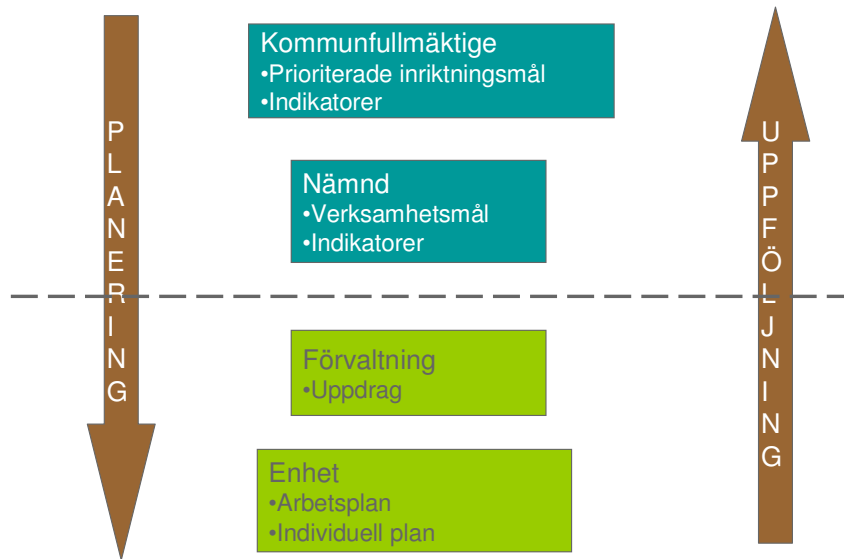 PLANERING
Kommunfullmäktige
•Prioriterade inriktningsmål
•Indikatorer
Nämnd
•Verksamhetsmål
•Indikatorer
Förvaltning
•Uppdrag
Enhet
•Arbetsplan
•Individuell plan
UPPFÖLJNING